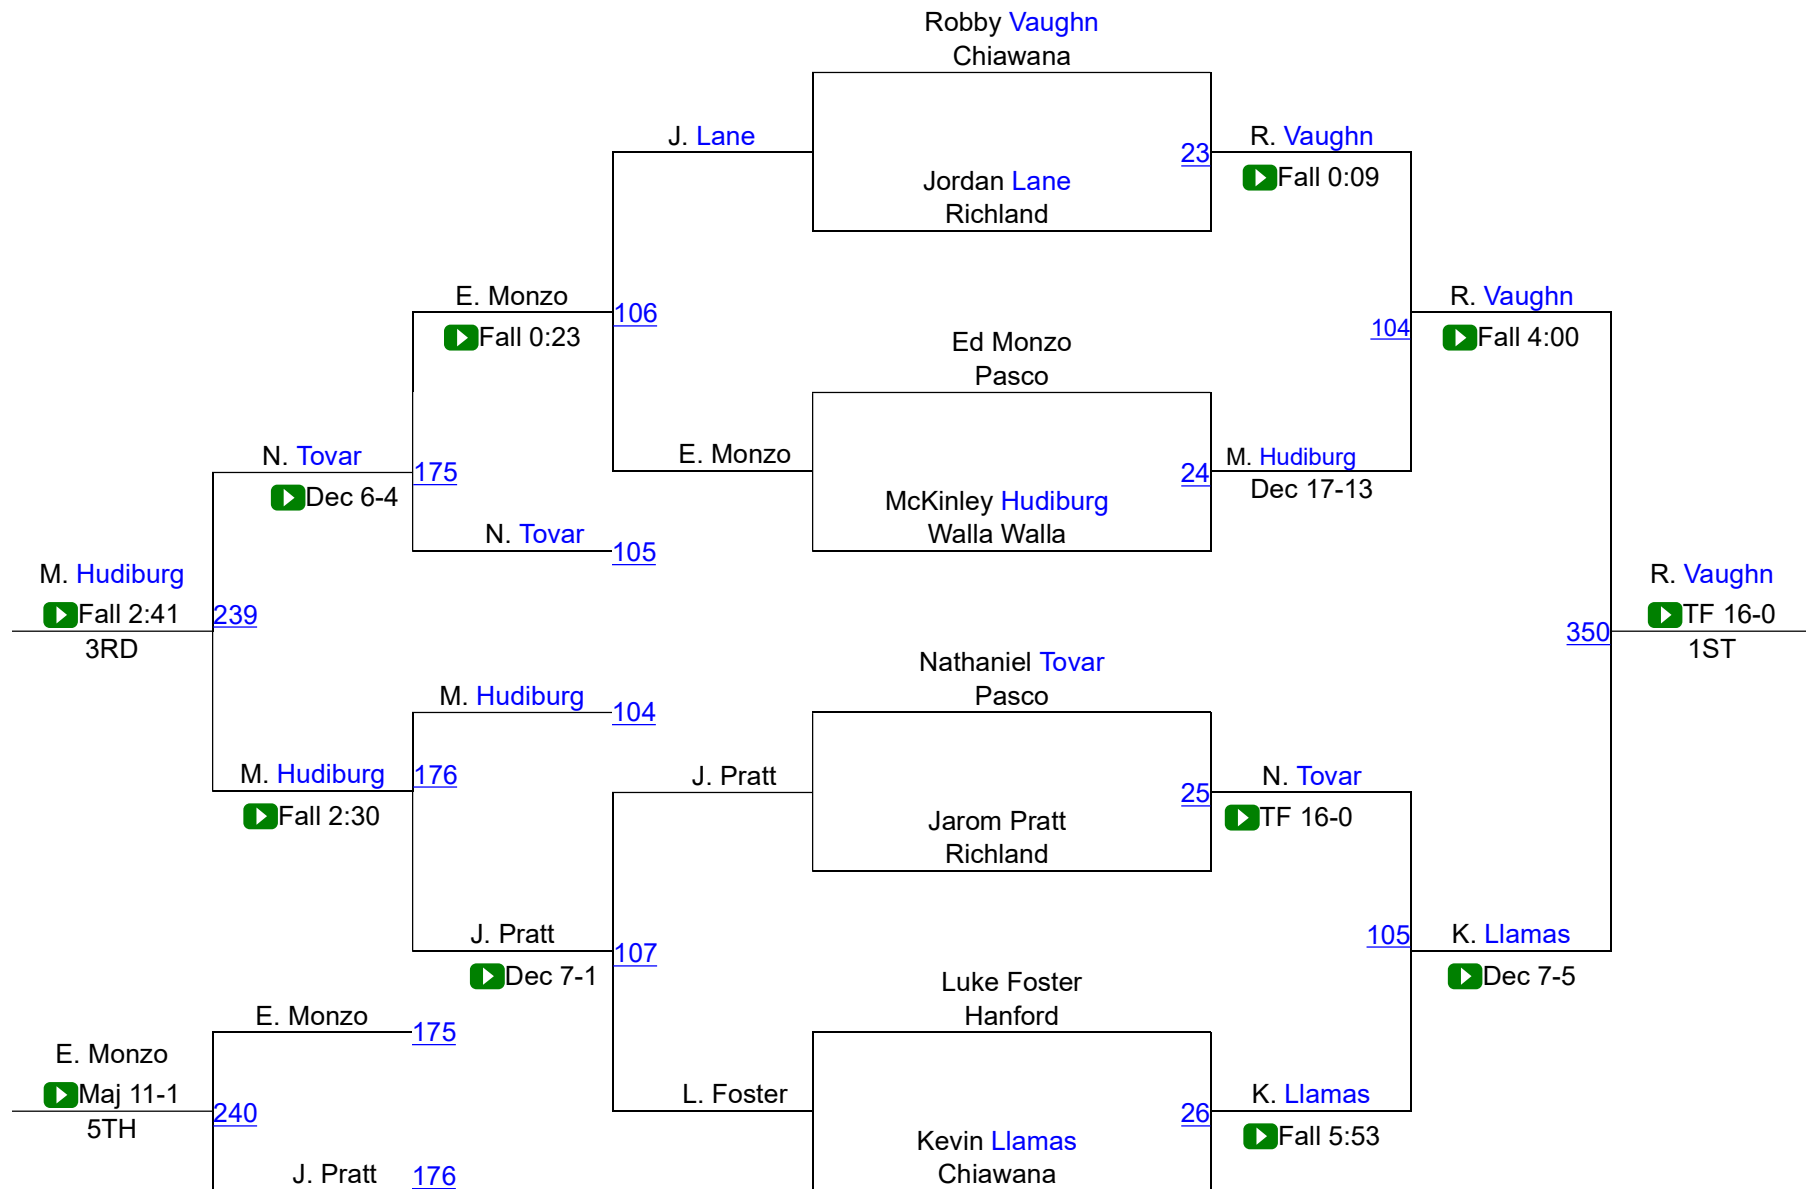 Robby Vaughn
Chiawana
J. Lane
23
R. Vaughn
Fall 0:09
Jordan Lane
Richland
E. Monzo
Fall 0:23
106
104
R. Vaughn
Fall 4:00
Ed Monzo
Pasco
N. Tovar
Dec 6-4
175
E. Monzo
24
M. Hudiburg
Dec 17-13
McKinley Hudiburg
Walla Walla
N. Tovar
105
M. Hudiburg
Fall 2:41
3RD
239
350
R. Vaughn
TF 16-0
1ST
Nathaniel Tovar
Pasco
M. Hudiburg
104
M. Hudiburg
Fall 2:30
176
J. Pratt
25
N. Tovar
TF 16-0
Jarom Pratt
Richland
J. Pratt
Dec 7-1
107
105
K. Llamas
Dec 7-5
Luke Foster
Hanford
E. Monzo
175
E. Monzo
Maj 11-1
5TH
240
L. Foster
26
K. Llamas
Fall 5:53
Kevin Llamas
Chiawana
J. Pratt
176